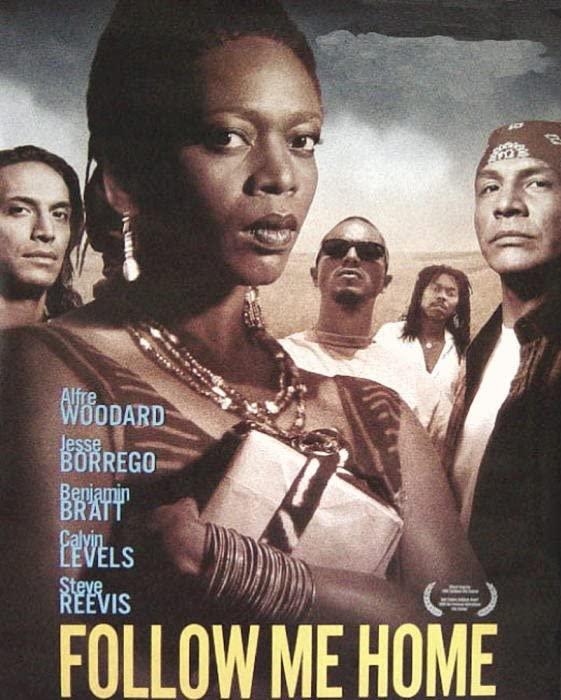 Alfre
WOODARD
Jesse
BORREGO
Benjamin
BRATT
Calvin
LEVELS
Steve
REEVIS
FOLLOW ME HOME